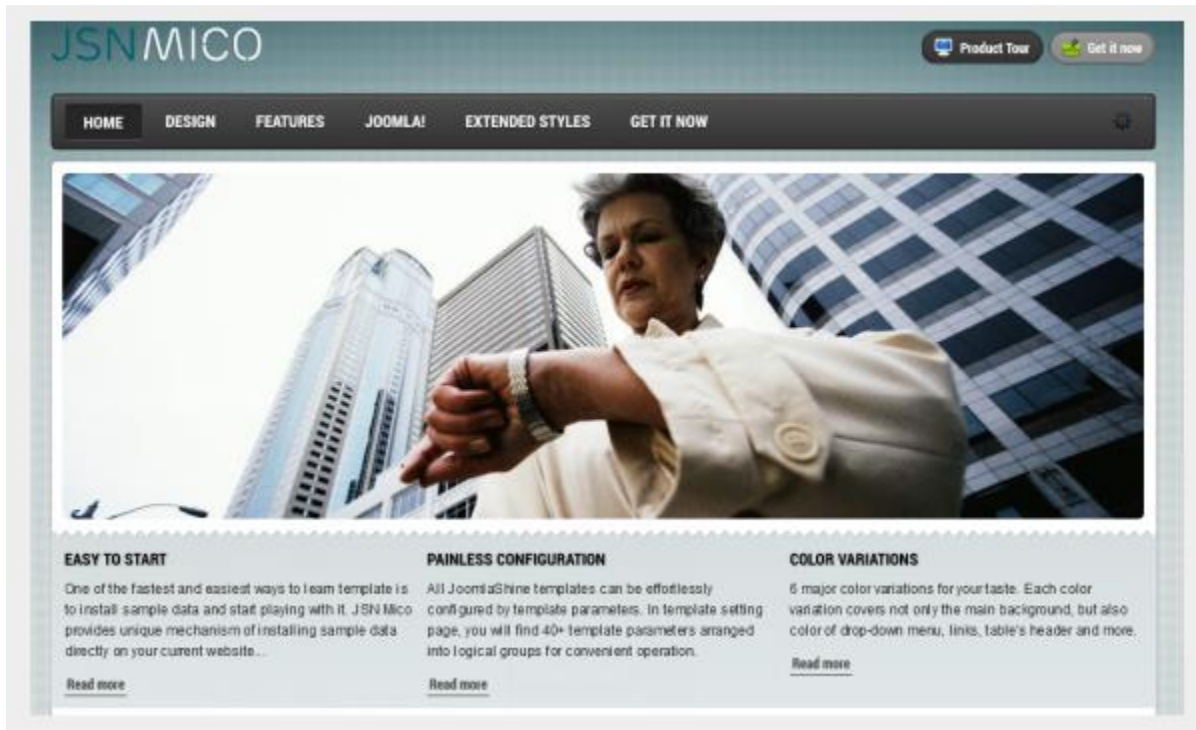 JSNMICO
Product Tour
Get it now
HOME
DESIGN
FEATURES
JOOMLA!
EXTENDED STYLES
GET IT NOW
EASY TO START
One of the fastest and easiest ways to learn template is
to install sample data and start playing with it. JSN Mico
provides unique mechanism of installing sample data
directly on your current website...
Read more
PAINLESS CONFIGURATION
All JoomlaShine templates can be effortlessly
configured by template parameters. In template setting
page, you will find 40+ template parameters arranged
into logical groups for convenient operation.
Read more
COLOR VARIATIONS
6 major color variations for your taste. Each color
variation covers not only the main background, but also
color of drop-down menu, links, table's header and more.
Read more